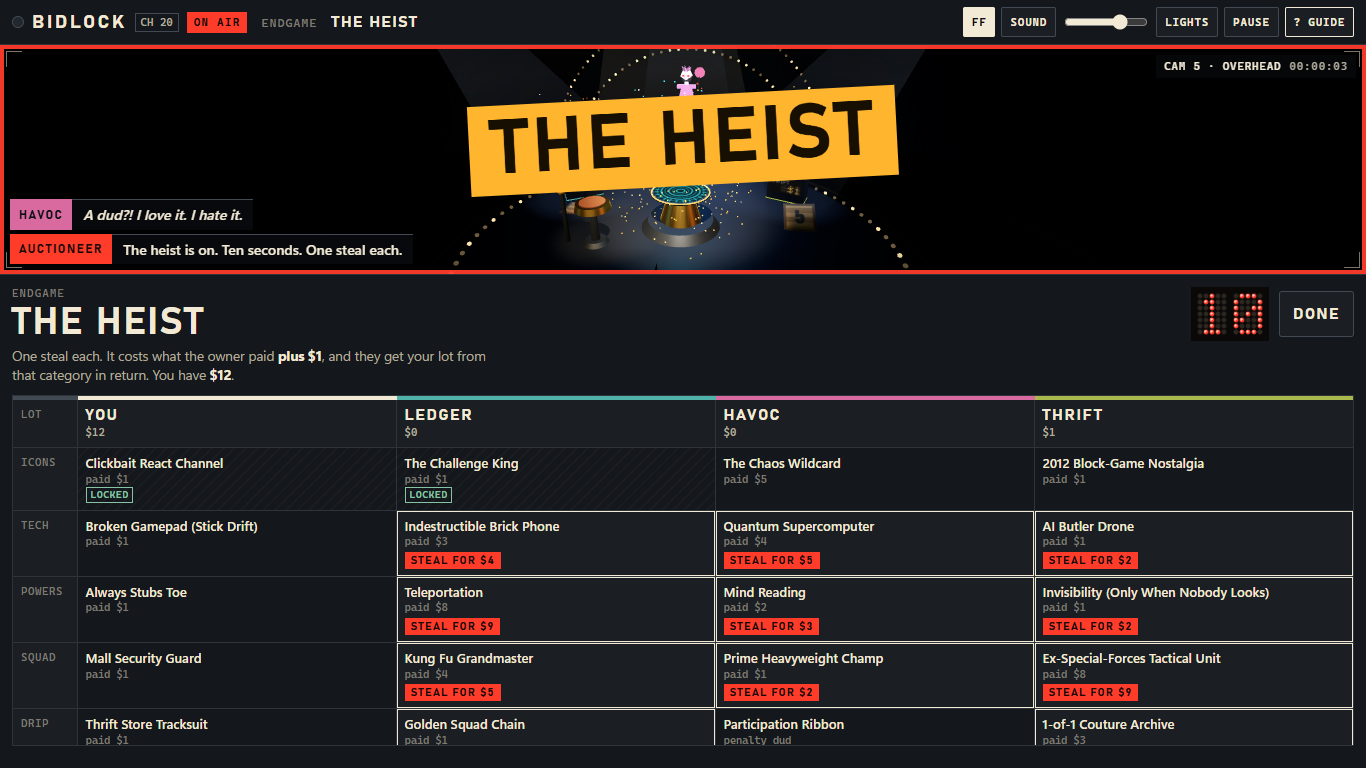 BIDLOCK CH 20 ON AIR ENDGAME THE HEIST FF SOUND LIGHTS PAUSE ? GUIDE
CAM 5 · OVERHEAD 00:00:03
THE HEIST
HAVOC A dud?! I love it. I hate it.
AUCTIONEER The heist is on. Ten seconds. One steal each.
ENDGAME
THE HEIST
10 DONE
One steal each. It costs what the owner paid plus $1, and they get your lot from
that category in return. You have $12.
LOT YOU LEDGER HAVOC THRIFT
$12 $0 $0 $1
ICONS Clickbait React Channel The Challenge King The Chaos Wildcard 2012 Block-Game Nostalgia
paid $1 paid $1 paid $5 paid $1
LOCKED LOCKED
TECH Broken Gamepad (Stick Drift) Indestructible Brick Phone Quantum Supercomputer AI Butler Drone
paid $1 paid $3 paid $4 paid $1
STEAL FOR $4 STEAL FOR $5 STEAL FOR $2
POWERS Always Stubs Toe Teleportation Mind Reading Invisibility (Only When Nobody Looks)
paid $1 paid $8 paid $2 paid $1
STEAL FOR $9 STEAL FOR $3 STEAL FOR $2
SQUAD Mall Security Guard Kung Fu Grandmaster Prime Heavyweight Champ Ex-Special-Forces Tactical Unit
paid $1 paid $4 paid $1 paid $8
STEAL FOR $5 STEAL FOR $2 STEAL FOR $9
DRIP Thrift Store Tracksuit Golden Squad Chain Participation Ribbon 1-of-1 Couture Archive
paid $1 paid $1 penalty dud paid $3